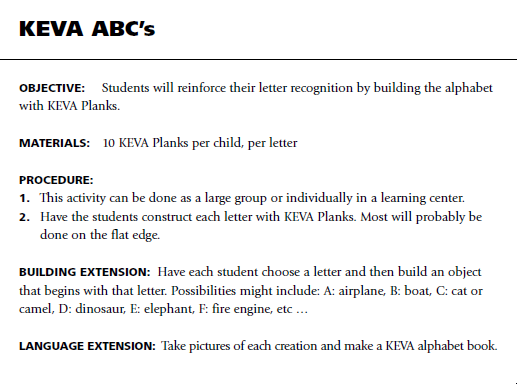 KEVA ABC's
OBJECTIVE: Students will reinforce their letter recognition by building the alphabet
with KEVA Planks.
MATERIALS: 10 KEVA Planks per child, per letter
PROCEDURE:
1. This activity can be done as a large group or individually in a learning center.
2. Have the students construct each letter with KEVA Planks. Most will probably be
done on the flat edge.
BUILDING EXTENSION: Have each student choose a letter and then build an object
that begins with that letter. Possibilities might include: A: airplane, B: boat, C: cat or
camel, D: dinosaur, E: elephant, F: fire engine, etc …
LANGUAGE EXTENSION: Take pictures of each creation and make a KEVA alphabet book.